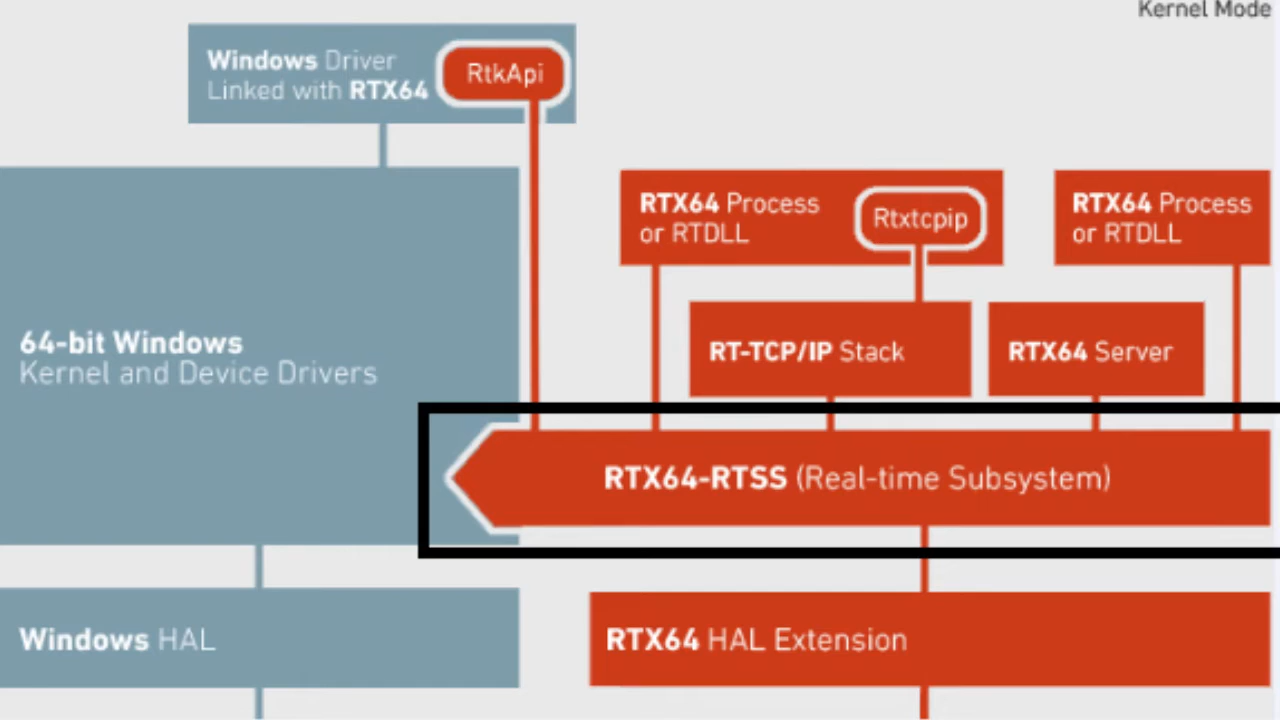 Kernel Mode
Windows Driver
Linked with RTX64
RtkApi
RTX64 Process
or RTDLL
Rtxtcpip
RTX64 Process
or RTDLL
64-bit Windows
Kernel and Device Drivers
RT-TCP/IP Stack
RTX64 Server
RTX64-RTSS (Real-time Subsystem)
Windows HAL
RTX64 HAL Extension